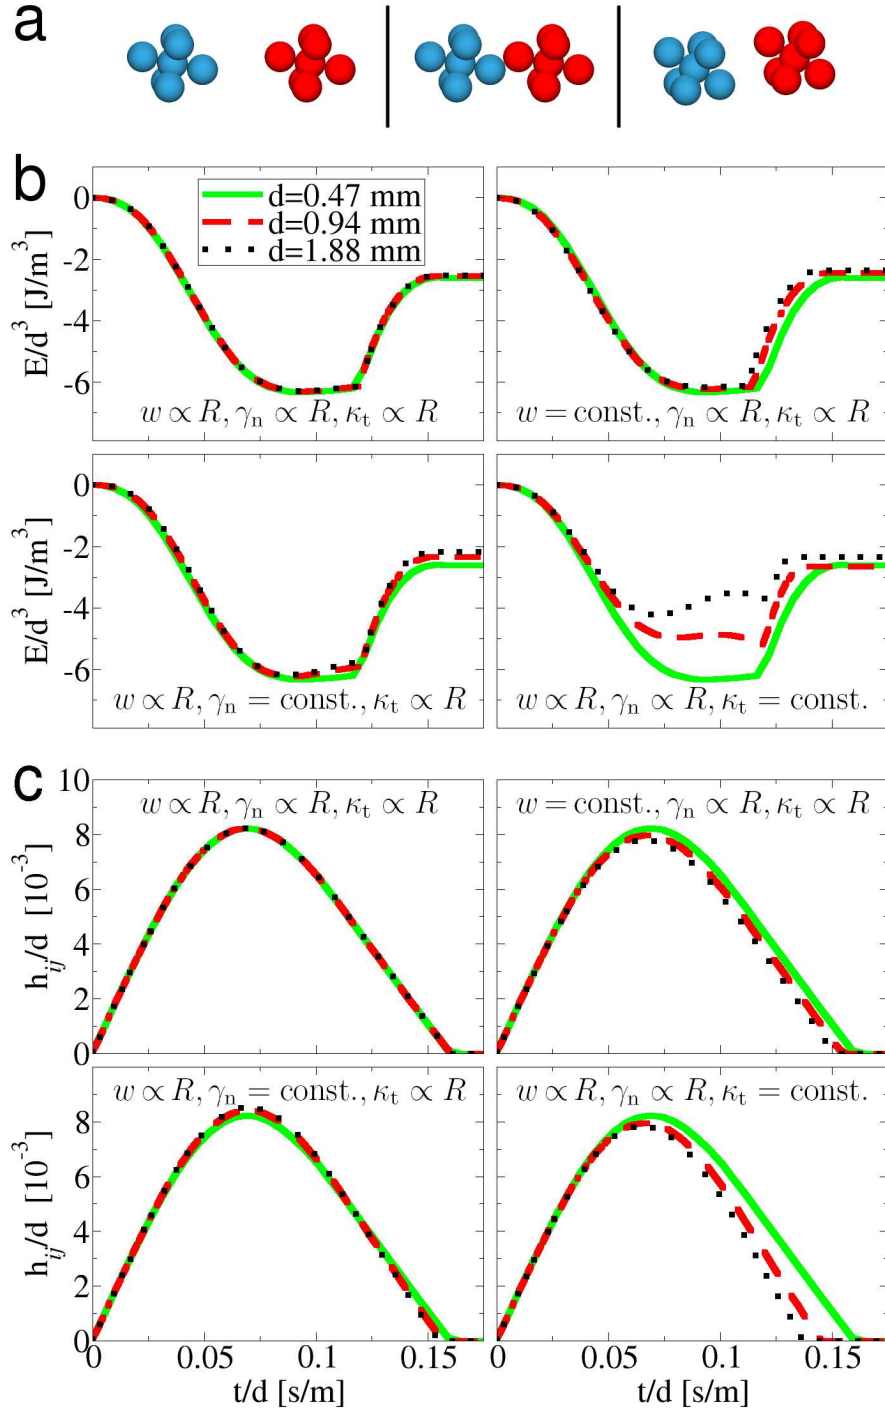 a
b
d=0.47 mm
d=0.94 mm
d=1.88 mm
0
-2
-4
-6
E/d³ [J/m³]
w ∝ R, γₙ ∝ R, κₜ ∝ R
w = const., γₙ ∝ R, κₜ ∝ R
0
-2
-4
-6
E/d³ [J/m³]
w ∝ R, γₙ = const., κₜ ∝ R
w ∝ R, γₙ ∝ R, κₜ = const.
c
10
8
6
4
2
0
h_ij/d [10⁻³]
w ∝ R, γₙ ∝ R, κₜ ∝ R
w = const., γₙ ∝ R, κₜ ∝ R
8
6
4
2
0
h_ij/d [10⁻³]
w ∝ R, γₙ = const., κₜ ∝ R
w ∝ R, γₙ ∝ R, κₜ = const.
0 0.05 0.1 0.15 0 0.05 0.1 0.15
t/d [s/m] t/d [s/m]